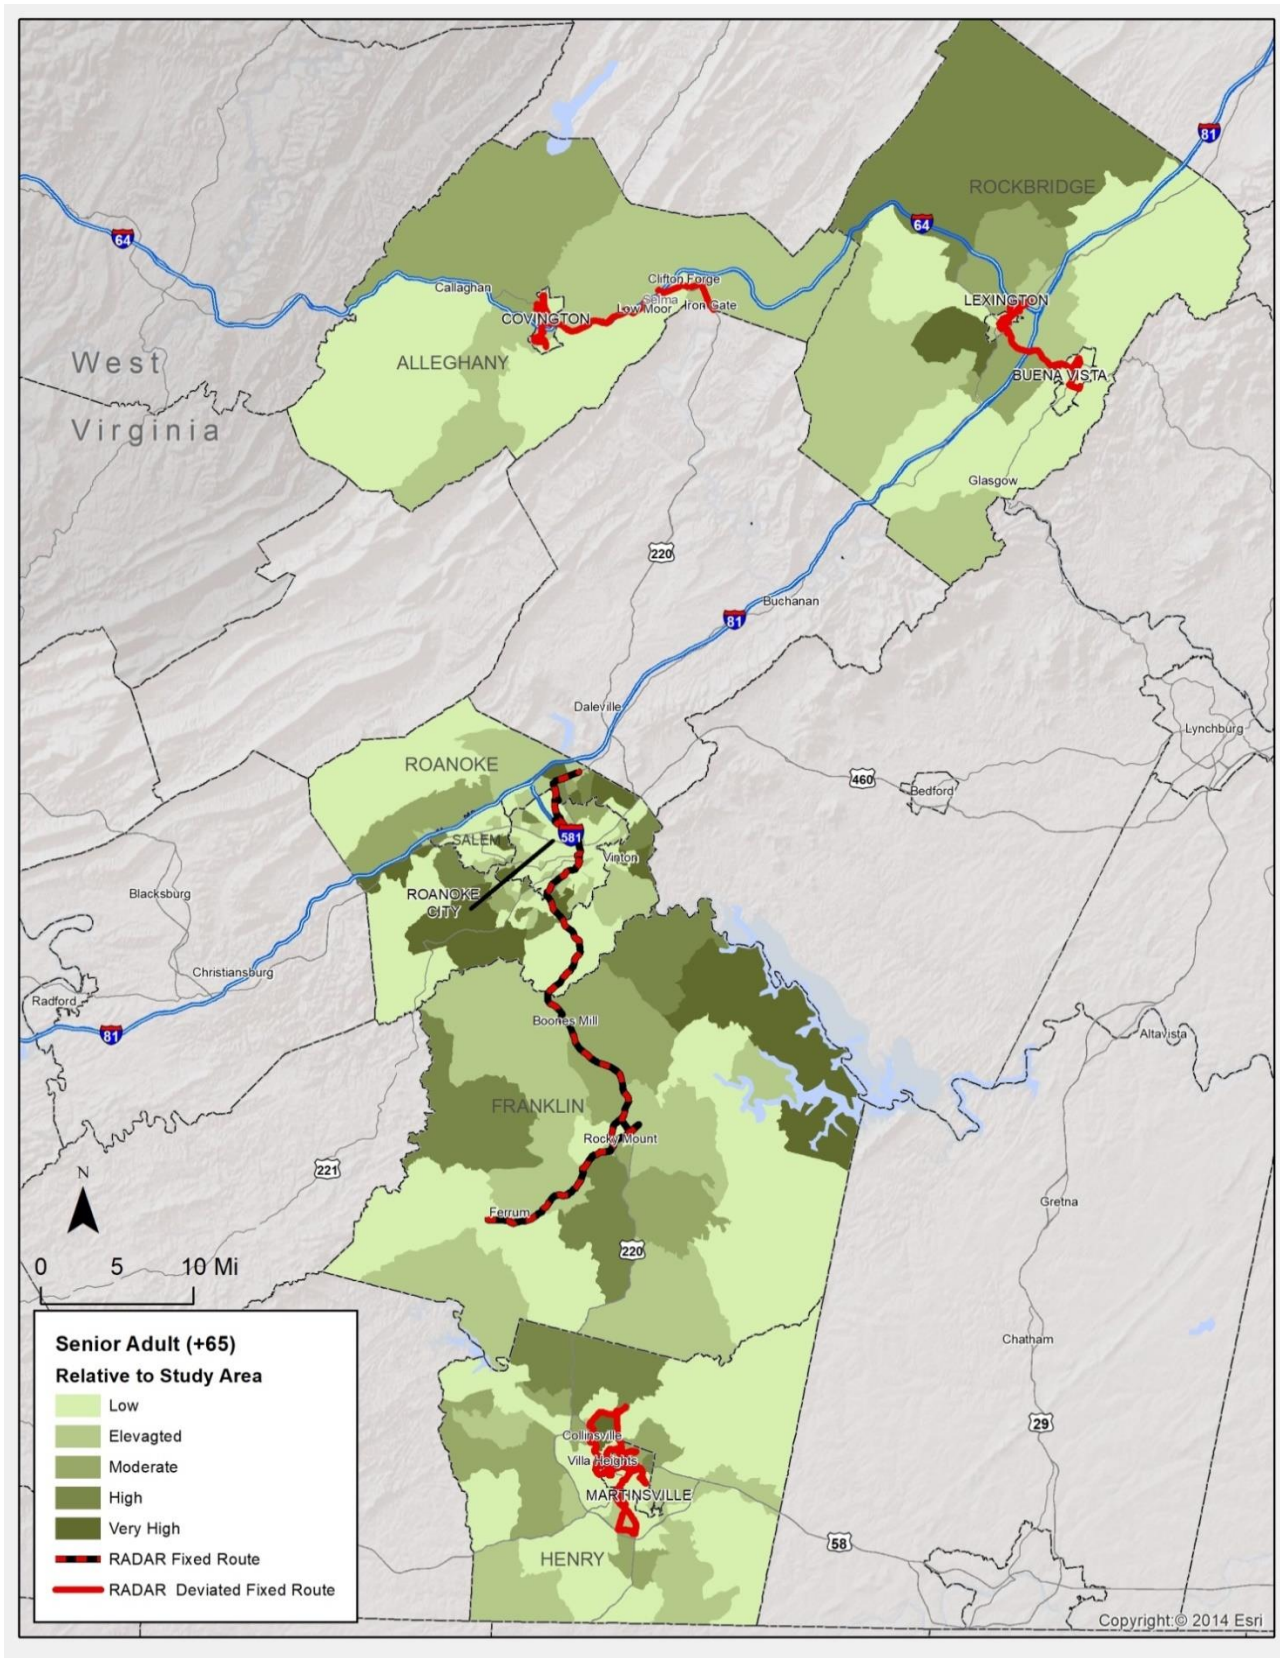 81
ROCKBRIDGE
64
64
Clifton Forge
Callaghan
Selma
LEXINGTON
Low Moor
Iron Gate
COVINGTON
West
ALLEGHANY
BUENA VISTA
Virginia
Glasgow
220
Buchanan
81
Daleville
Lynchburg
ROANOKE
460
Bedford
581
SALEM
Vinton
Blacksburg
ROANOKE
CITY
Christiansburg
Radford
Boones Mill
81
Altavista
FRANKLIN
Rocky Mount
221
N
Gretna
Ferrum
220
0 5 10 Mi
Chatham
Senior Adult (+65)
Relative to Study Area
Low
Elevagted
Moderate
High
Very High
RADAR Fixed Route
RADAR Deviated Fixed Route
29
Collinsville
Villa Heights
MARTINSVILLE
58
HENRY
Copyright:© 2014 Esri